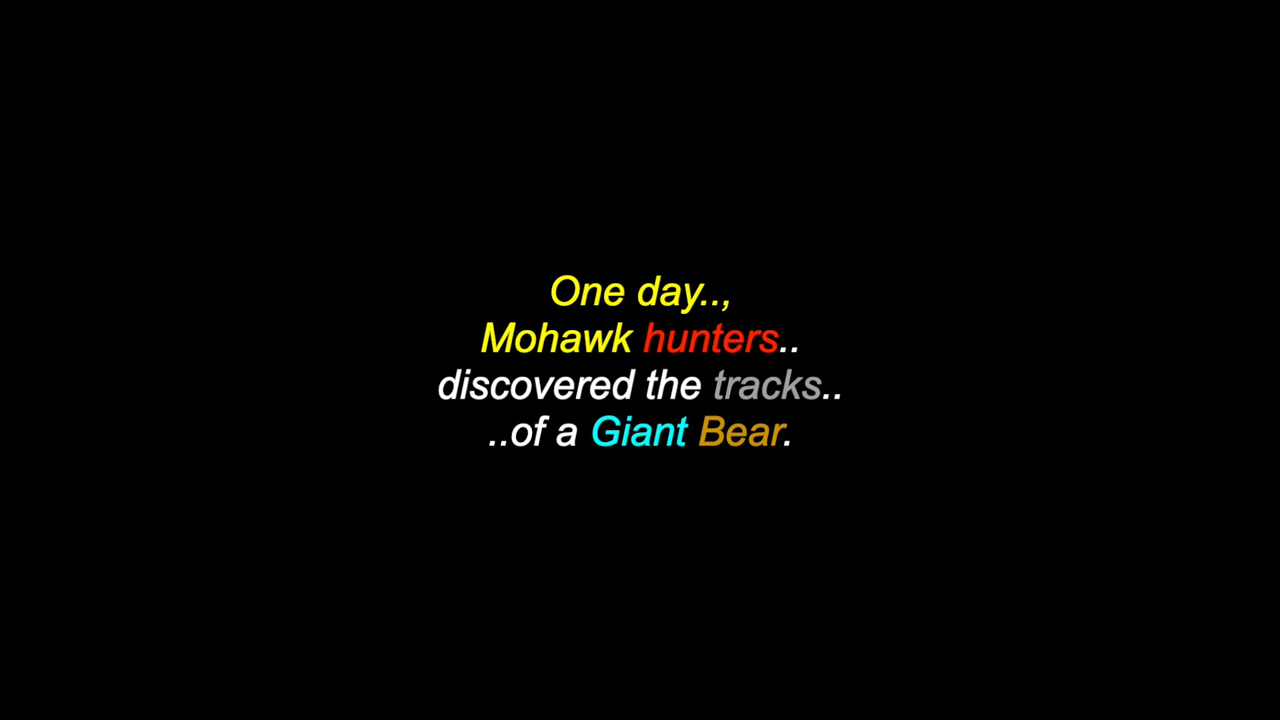 One day..,
Mohawk hunters..
discovered the tracks..
..of a Giant Bear.